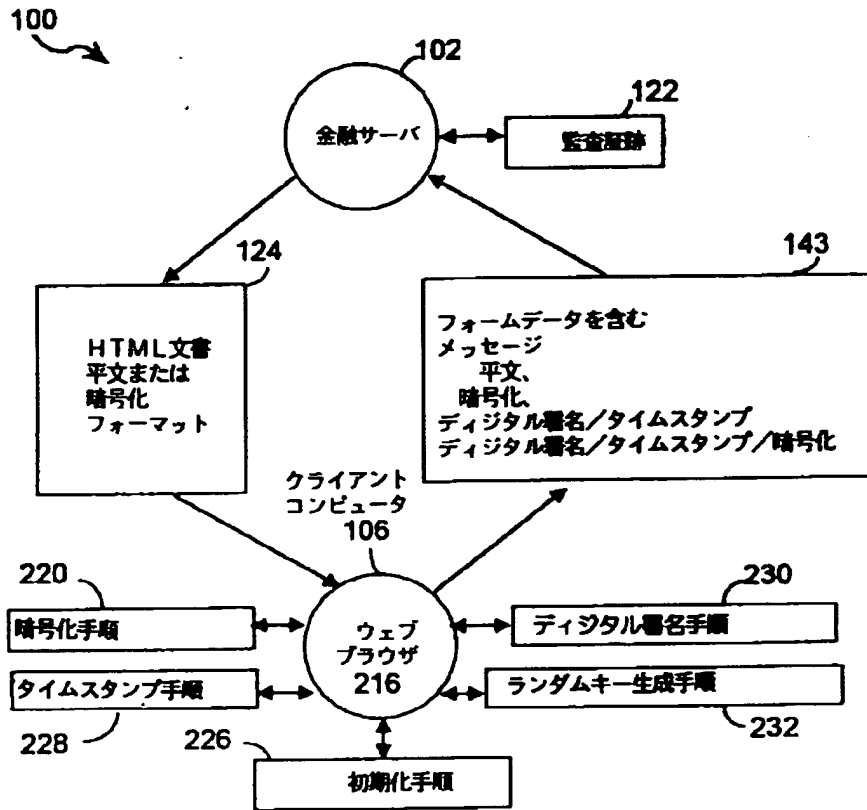 100
102
金融サーバ
122
監査証跡
124
HTML文書
平文または
暗号化
フォーマット
143
フォームデータを含む
メッセージ
平文、
暗号化、
ディジタル署名／タイムスタンプ
ディジタル署名／タイムスタンプ／暗号化
クライアント
コンピュータ
106
ウェブ
ブラウザ
216
220
暗号化手順
タイムスタンプ手順
228
226
初期化手順
230
ディジタル署名手順
ランダムキー生成手順
232